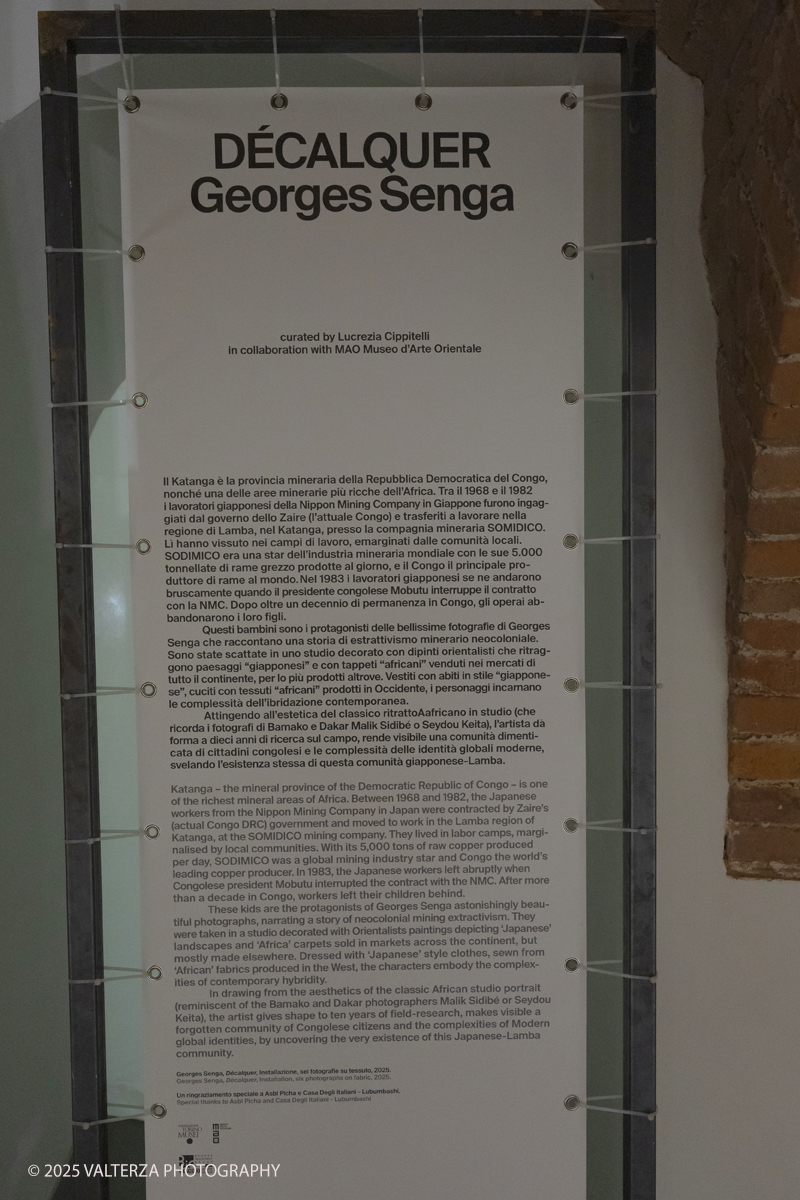 DÉCALQUER
Georges Senga
curated by Lucrezia Cippitelli
in collaboration with MAO Museo d'Arte Orientale
Il Katanga è la provincia mineraria della Repubblica Democratica del Congo,
nonché una delle aree minerarie più ricche dell'Africa. Tra il 1968 e il 1982
i lavoratori giapponesi della Nippon Mining Company in Giappone furono ingag-
giati dal governo dello Zaire (l'attuale Congo) e trasferiti a lavorare nella
regione di Lamba, nel Katanga, presso la compagnia mineraria SOMIDICO.
Lì hanno vissuto nei campi di lavoro, emarginati dalle comunità locali.
SODIMICO era una star dell'industria mineraria mondiale con le sue 5.000
tonnellate di rame grezzo prodotte al giorno, e il Congo il principale pro-
duttore di rame al mondo. Nel 1983 i lavoratori giapponesi se ne andarono
bruscamente quando il presidente congolese Mobutu interruppe il contratto
con la NMC. Dopo oltre un decennio di permanenza in Congo, gli operai ab-
bandonarono i loro figli.
Questi bambini sono i protagonisti delle bellissime fotografie di Georges
Senga che raccontano una storia di estrattivismo minerario neocoloniale.
Sono state scattate in uno studio decorato con dipinti orientalisti che ritrag-
gono paesaggi "giapponesi" e con tappeti "africani" venduti nei mercati di
tutto il continente, per lo più prodotti altrove. Vestiti con abiti in stile "giappone-
se", cuciti con tessuti "africani" prodotti in Occidente, i personaggi incarnano
le complessità dell'ibridazione contemporanea.
Attingendo all'estetica del classico ritrattoAafricano in studio (che
ricorda i fotografi di Bamako e Dakar Malik Sidibé o Seydou Keita), l'artista dà
forma a dieci anni di ricerca sul campo, rende visibile una comunità dimenti-
cata di cittadini congolesi e le complessità delle identità globali moderne,
svelando l'esistenza stessa di questa comunità giapponese-Lamba.
Katanga – the mineral province of the Democratic Republic of Congo – is one
of the richest mineral areas of Africa. Between 1968 and 1982, the Japanese
workers from the Nippon Mining Company in Japan were contracted by Zaire's
(actual Congo DRC) government and moved to work in the Lamba region of
Katanga, at the SOMIDICO mining company. They lived in labor camps, margi-
nalised by local communities. With its 5,000 tons of raw copper produced
per day, SODIMICO was a global mining industry star and Congo the world's
leading copper producer. In 1983, the Japanese workers left abruptly when
Congolese president Mobutu interrupted the contract with the NMC. After more
than a decade in Congo, workers left their children behind.
These kids are the protagonists of Georges Senga astonishingly beau-
tiful photographs, narrating a story of neocolonial mining extractivism. They
were taken in a studio decorated with Orientalists paintings depicting 'Japanese'
landscapes and 'Africa' carpets sold in markets across the continent, but
mostly made elsewhere. Dressed with 'Japanese' style clothes, sewn from
'African' fabrics produced in the West, the characters embody the complex-
ities of contemporary hybridity.
In drawing from the aesthetics of the classic African studio portrait
(reminiscent of the Bamako and Dakar photographers Malik Sidibé or Seydou
Keita), the artist gives shape to ten years of field-research, makes visible a
forgotten community of Congolese citizens and the complexities of Modern
global identities, by uncovering the very existence of this Japanese-Lamba
community.
Georges Senga, Décalquer, Installazione, sei fotografie su tessuto, 2025.
Georges Senga, Décalquer, Installation, six photographs on fabric, 2025.
Un ringraziamento speciale a Asbl Picha e Casa Degli Italiani - Lubumbashi.
Special thanks to Asbl Picha and Casa Degli Italiani - Lubumbashi
TORINO
MUSEI
© 2025 VALTERZA PHOTOGRAPHY